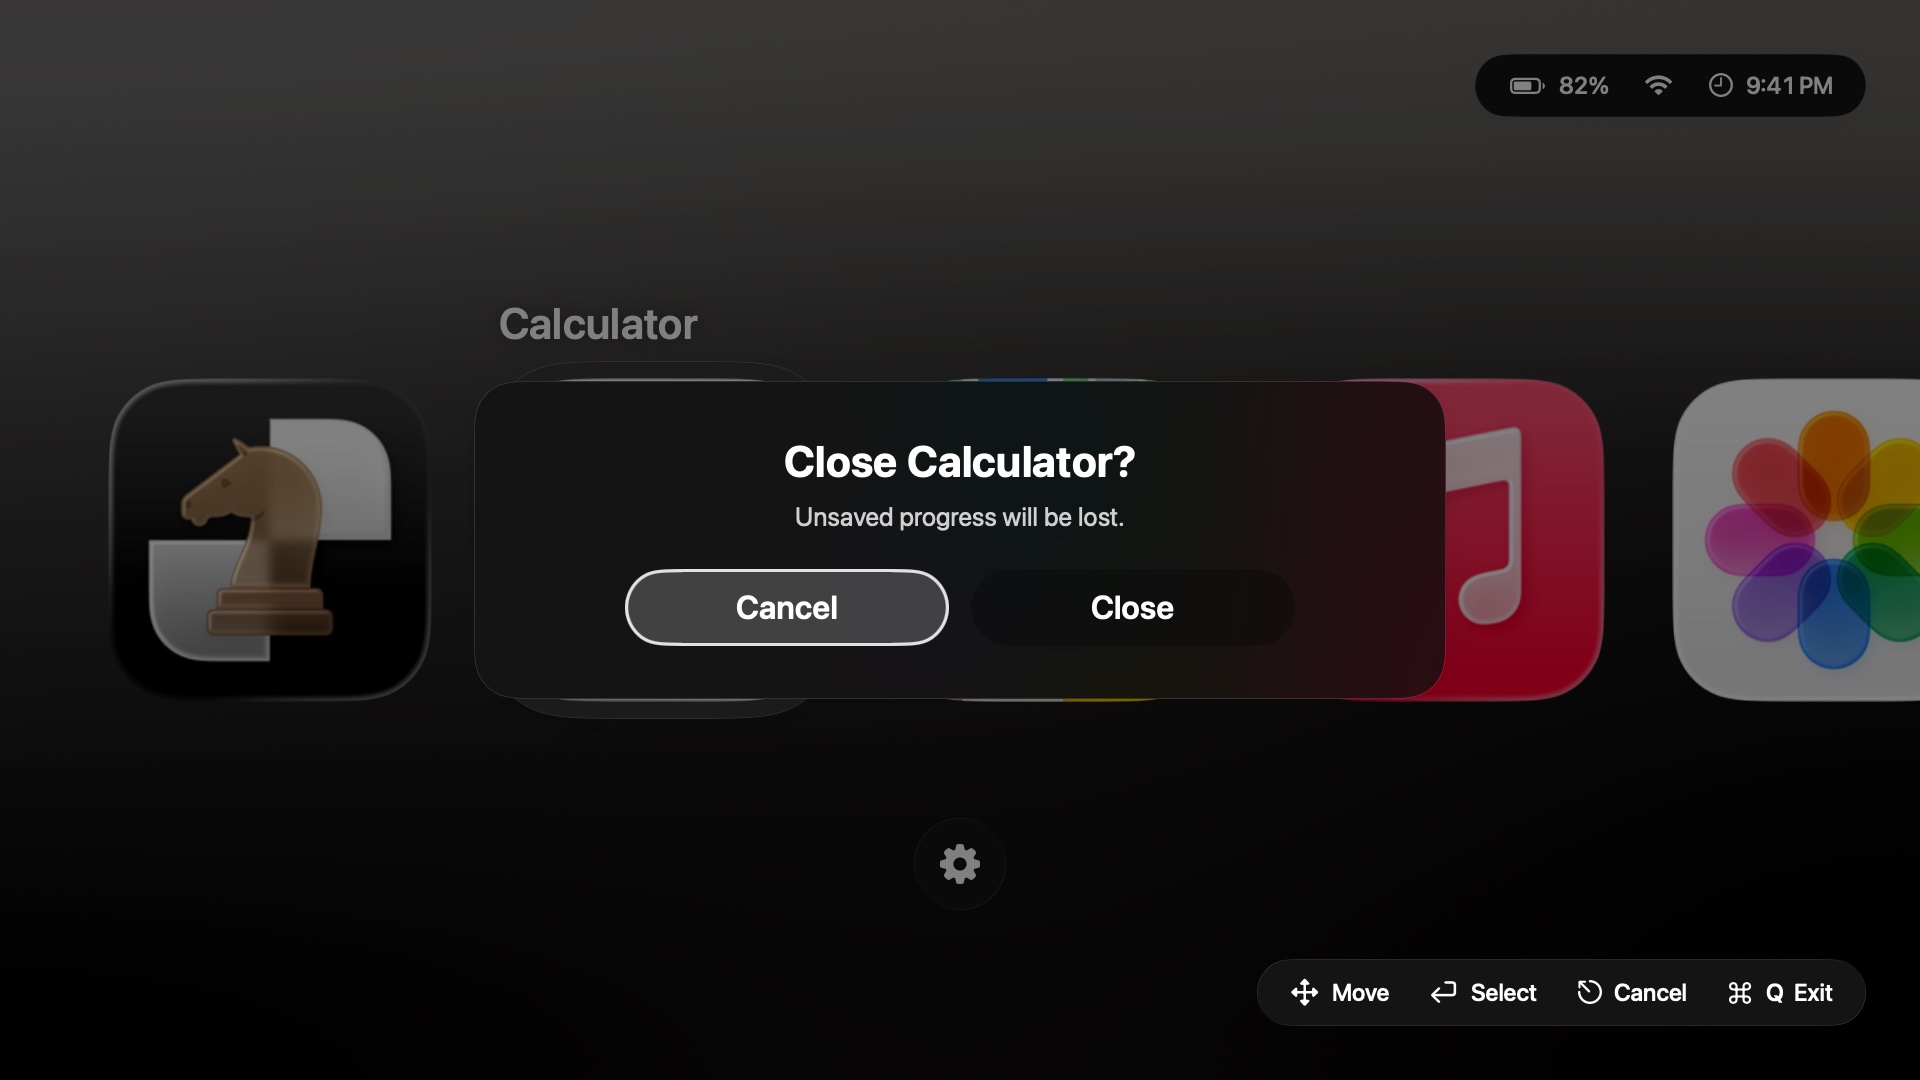 82%
9:41 PM
Calculator
Close Calculator?
Unsaved progress will be lost.
Cancel
Close
Move
Select
Cancel
⌘ Q Exit